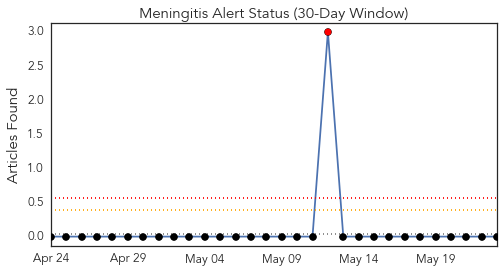 Meningitis Alert Status (30-Day Window)
Articles Found
3.0
2.5
2.0
1.5
1.0
0.5
0.0
Apr 24
Apr 29
May 04
May 09
May 14
May 19